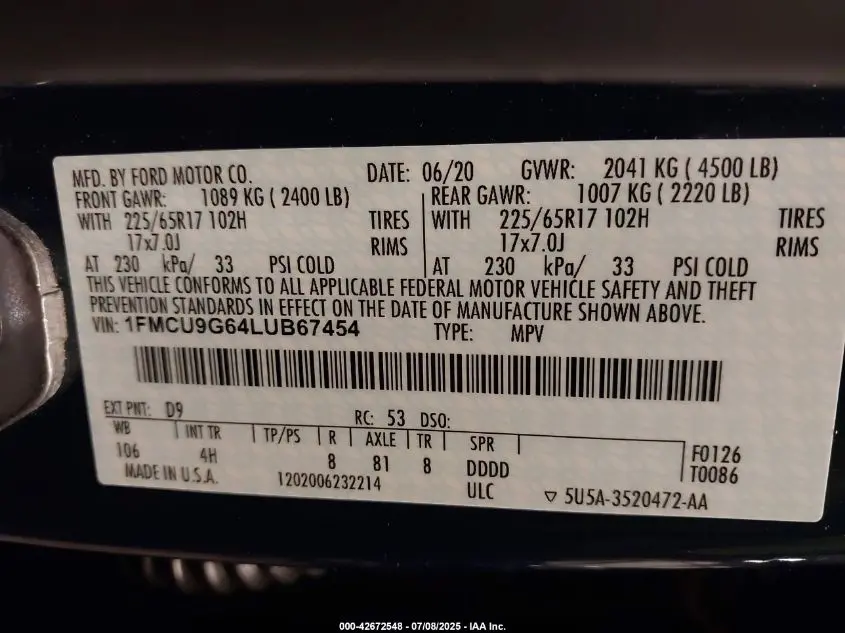 MFD. BY FORD MOTOR CO. DATE: 06/20 GVWR: 2041 KG ( 4500 LB)
FRONT GAWR: 1089 KG ( 2400 LB) REAR GAWR: 1007 KG ( 2220 LB)
WITH 225/65R17 102H TIRES WITH 225/65R17 102H TIRES
17x7.0J RIMS 17x7.0J RIMS
AT 230 kPa/ 33 PSI COLD AT 230 kPa/ 33 PSI COLD
THIS VEHICLE CONFORMS TO ALL APPLICABLE FEDERAL MOTOR VEHICLE SAFETY AND THEFT
PREVENTION STANDARDS IN EFFECT ON THE DATE OF MANUFACTURE SHOWN ABOVE.
VIN: 1FMCU9G64LUB67454 TYPE: MPV
EXT PNT: D9 RC: 53 DSO:
WB INT TR TP/PS R AXLE TR SPR
106 4H 8 81 8 DDDD F0126
MADE IN U.S.A. 1202006232214 ULC T0086
▽ 5U5A-3520472-AA
000-42672548 - 07/08/2025 - IAA Inc.